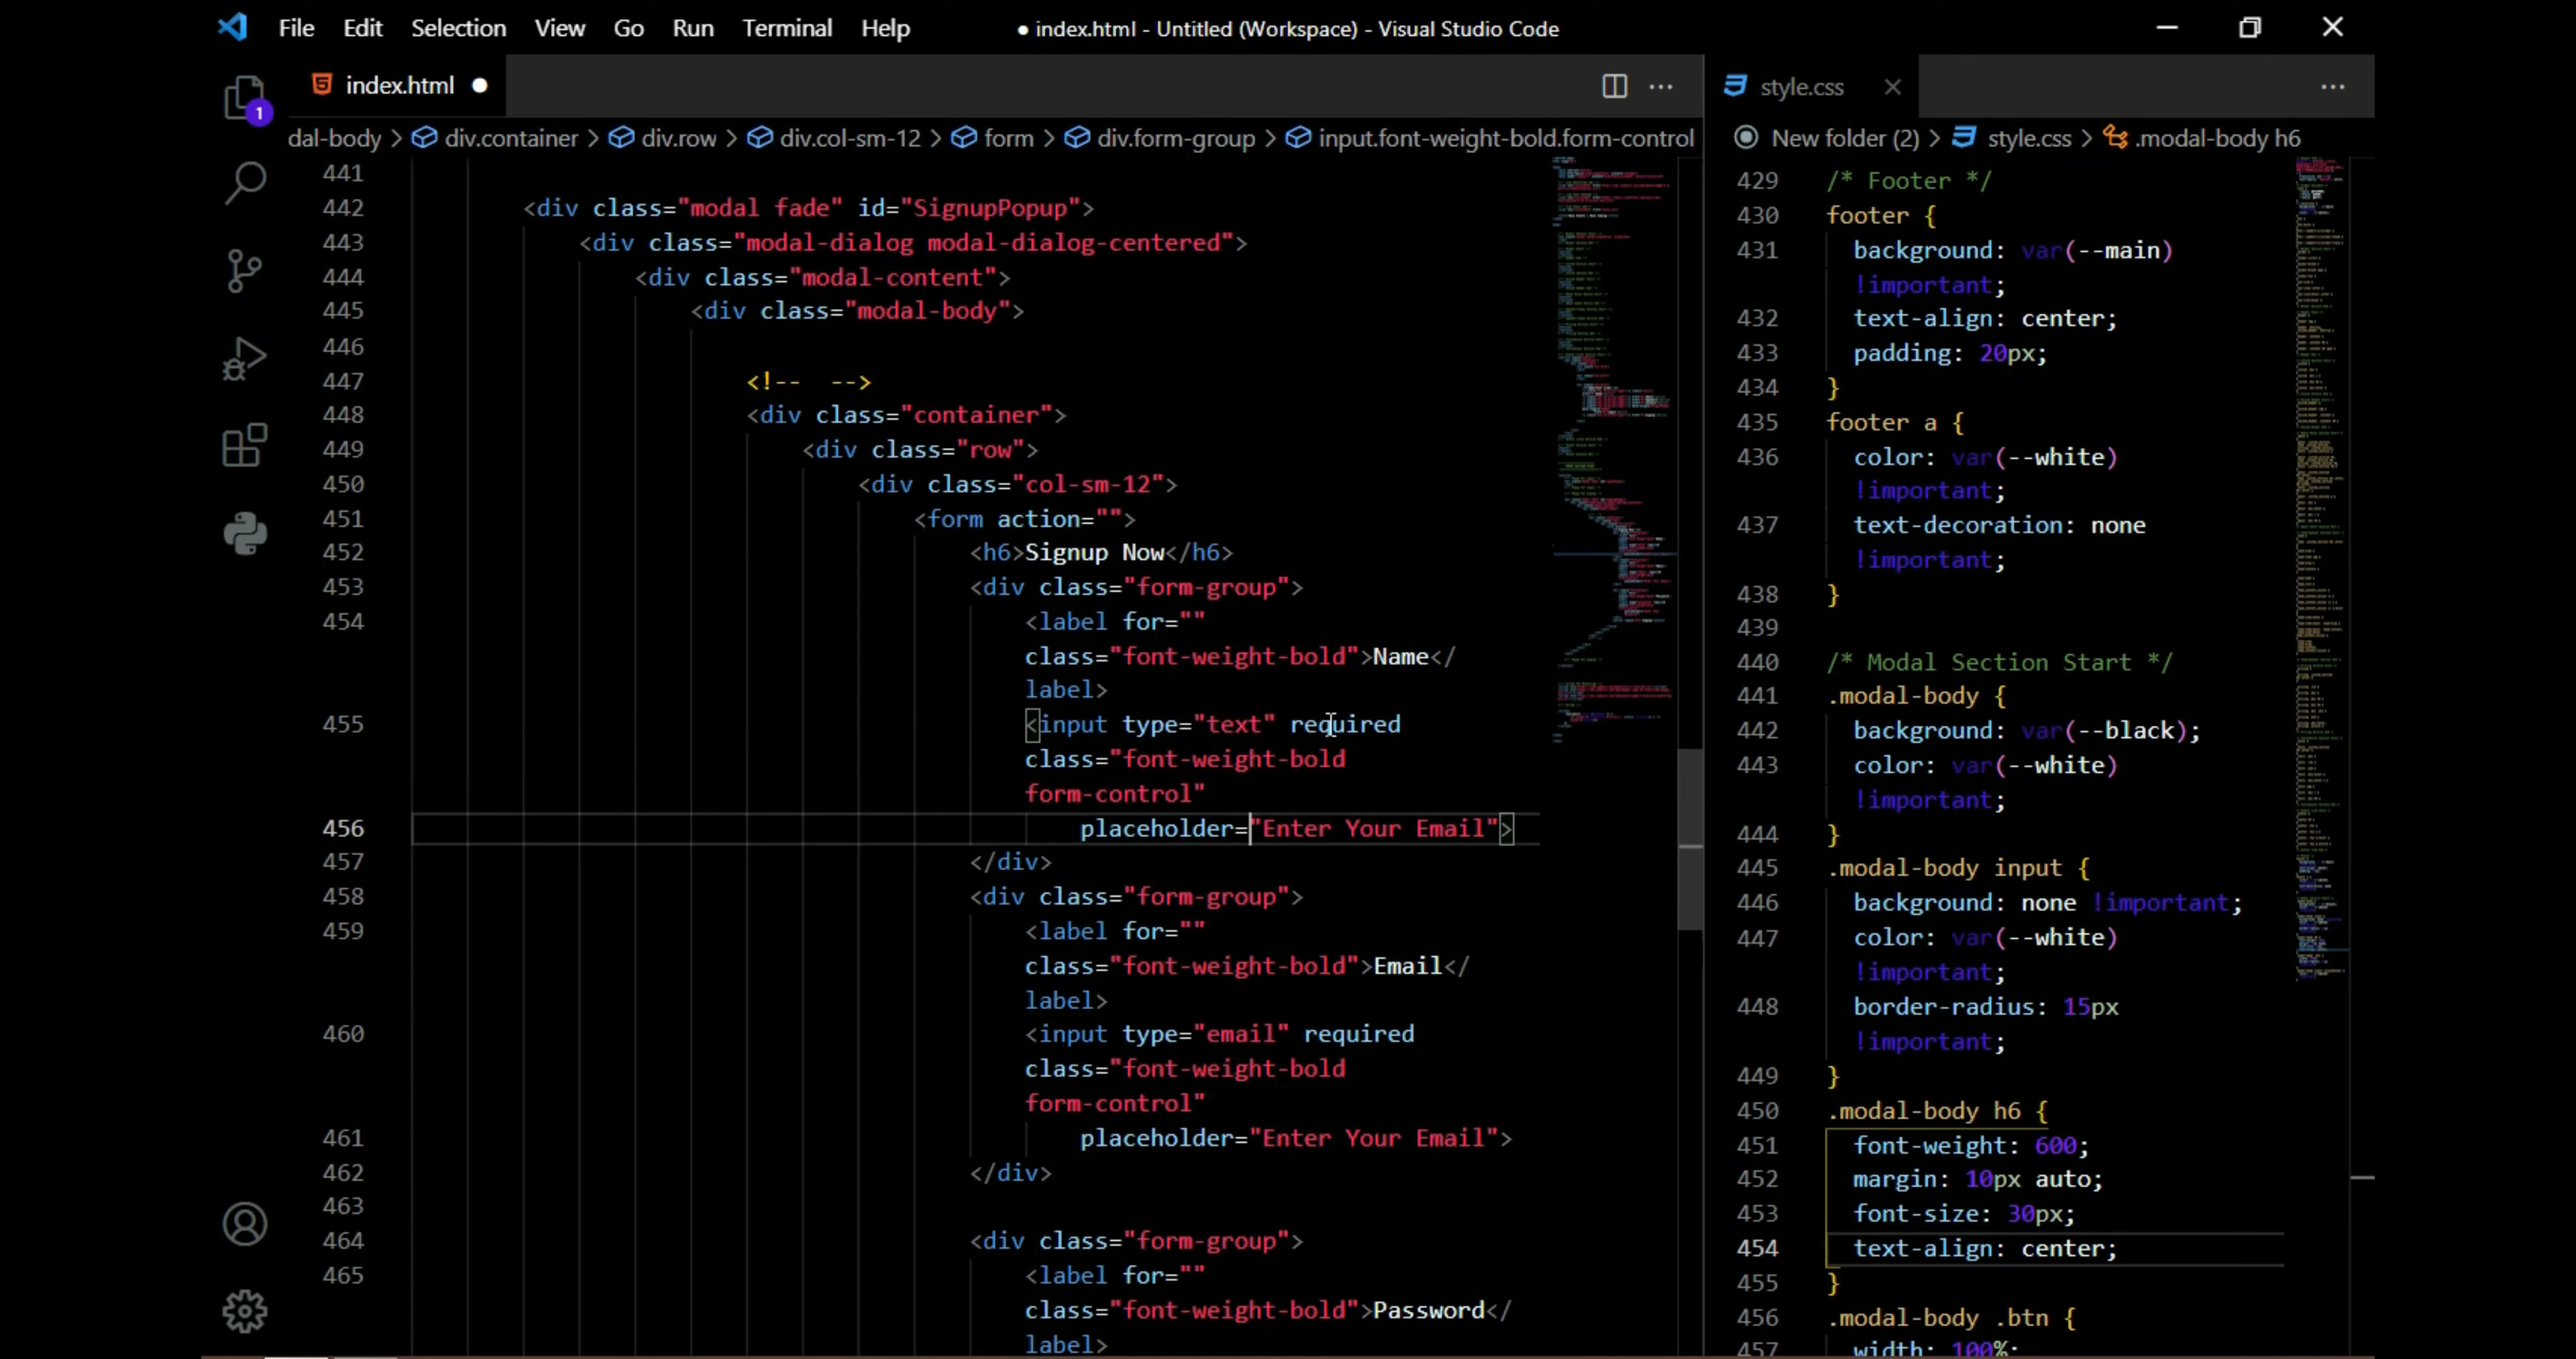 File Edit Selection View Go Run Terminal Help
● index.html - Untitled (Workspace) - Visual Studio Code
index.html ●
1
dal-body > div.container > div.row > div.col-sm-12 > form > div.form-group > input.font-weight-bold.form-control
441
442 <div class="modal fade" id="SignupPopup">
443 <div class="modal-dialog modal-dialog-centered">
444 <div class="modal-content">
445 <div class="modal-body">
446
447 <!--  -->
448 <div class="container">
449 <div class="row">
450 <div class="col-sm-12">
451 <form action="">
452 <h6>Signup Now</h6>
453 <div class="form-group">
454 <label for=""
class="font-weight-bold">Name</
label>
455 <input type="text" required
class="font-weight-bold
form-control"
456 placeholder="Enter Your Email">
457 </div>
458 <div class="form-group">
459 <label for=""
class="font-weight-bold">Email</
label>
460 <input type="email" required
class="font-weight-bold
form-control"
461 placeholder="Enter Your Email">
462 </div>
463
464 <div class="form-group">
465 <label for=""
class="font-weight-bold">Password</
label>
style.css
New folder (2) > style.css > .modal-body h6
429 /* Footer */
430 footer {
431 background: var(--main)
!important;
432 text-align: center;
433 padding: 20px;
434 }
435 footer a {
436 color: var(--white)
!important;
437 text-decoration: none
!important;
438 }
439
440 /* Modal Section Start */
441 .modal-body {
442 background: var(--black);
443 color: var(--white)
!important;
444 }
445 .modal-body input {
446 background: none !important;
447 color: var(--white)
!important;
448 border-radius: 15px
!important;
449 }
450 .modal-body h6 {
451 font-weight: 600;
452 margin: 10px auto;
453 font-size: 30px;
454 text-align: center;
455 }
456 .modal-body .btn {
457 width: 100%;